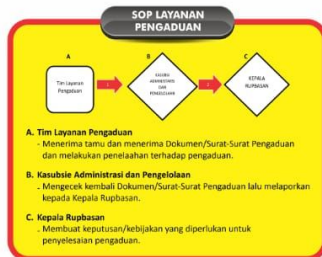 SOP LAYANAN
PENGADUAN
A B C
Tim Layanan
Pengaduan
KASUBSI
ADMINISTRASI
DAN
PENGELOLAAN
KEPALA
RUPBASAN
A. Tim Layanan Pengaduan
- Menerima tamu dan menerima Dokumen/Surat-Surat Pengaduan
dan melakukan penelaahan terhadap pengaduan.
B. Kasubsie Administrasi dan Pengelolaan
- Mengecek kembali Dokumen/Surat-Surat Pengaduan lalu melaporkan
kepada Kepala Rupbasan.
C. Kepala Rupbasan
- Membuat keputusan/kebijakan yang diperlukan untuk
penyelesaian pengaduan.